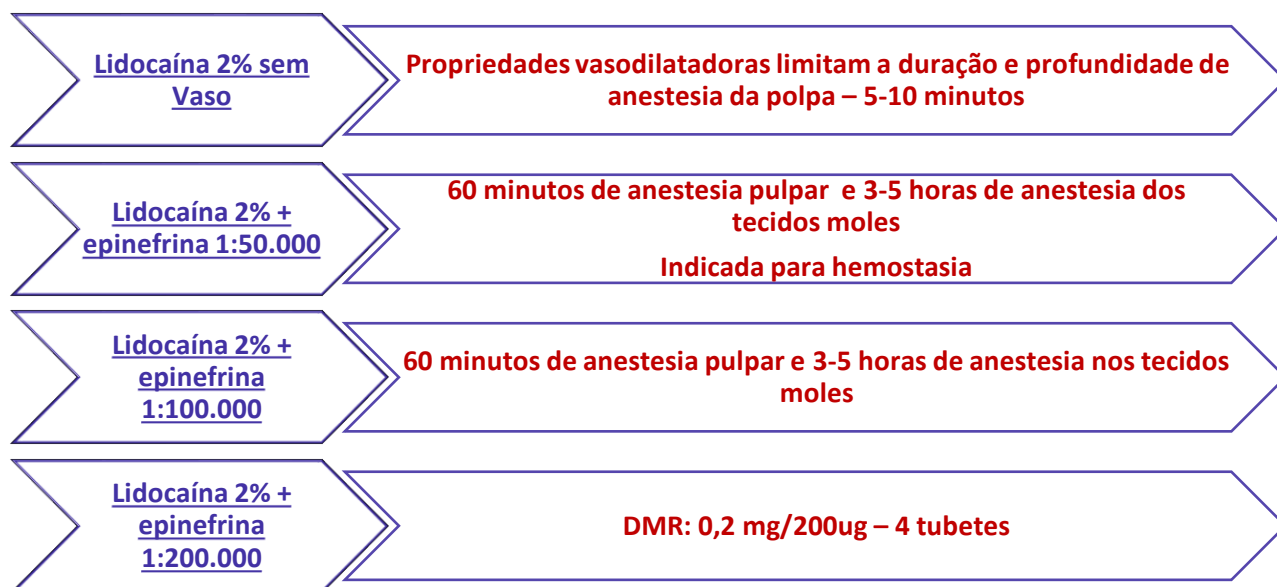 Lidocaína 2% sem
Vaso
Propriedades vasodilatadoras limitam a duração e profundidade de
anestesia da polpa – 5-10 minutos
Lidocaína 2% +
epinefrina 1:50.000
60 minutos de anestesia pulpar e 3-5 horas de anestesia dos
tecidos moles
Indicada para hemostasia
Lidocaína 2% +
epinefrina
1:100.000
60 minutos de anestesia pulpar e 3-5 horas de anestesia nos tecidos
moles
Lidocaína 2% +
epinefrina
1:200.000
DMR: 0,2 mg/200ug – 4 tubetes